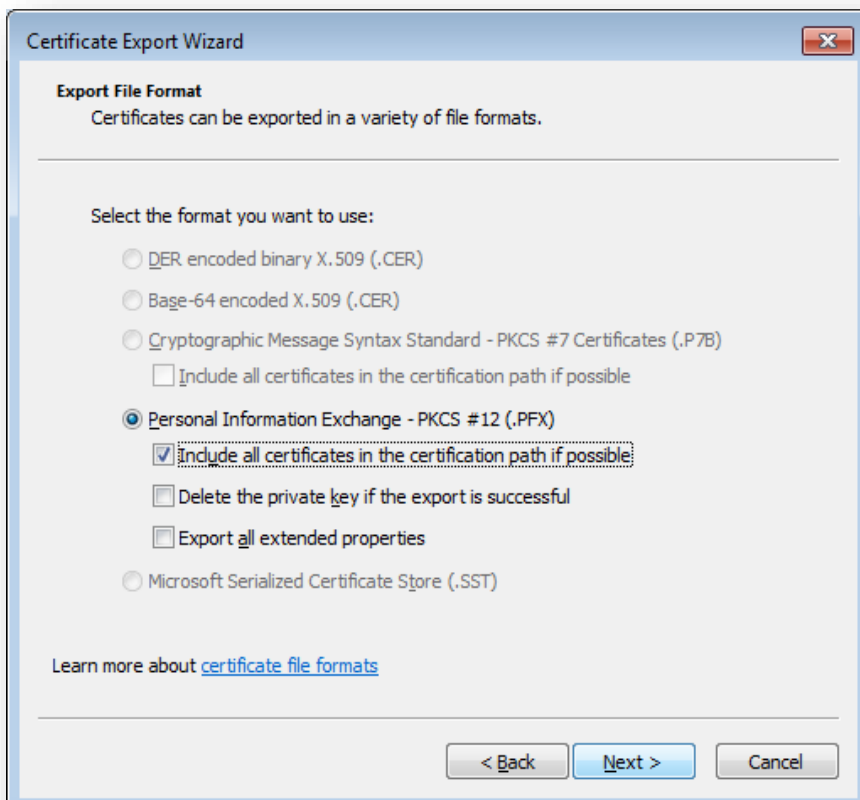 Certificate Export Wizard
Export File Format
Certificates can be exported in a variety of file formats.
Select the format you want to use:
DER encoded binary X.509 (.CER)
Base-64 encoded X.509 (.CER)
Cryptographic Message Syntax Standard - PKCS #7 Certificates (.P7B)
Include all certificates in the certification path if possible
Personal Information Exchange - PKCS #12 (.PFX)
Include all certificates in the certification path if possible
Delete the private key if the export is successful
Export all extended properties
Microsoft Serialized Certificate Store (.SST)
Learn more about certificate file formats
< Back Next > Cancel